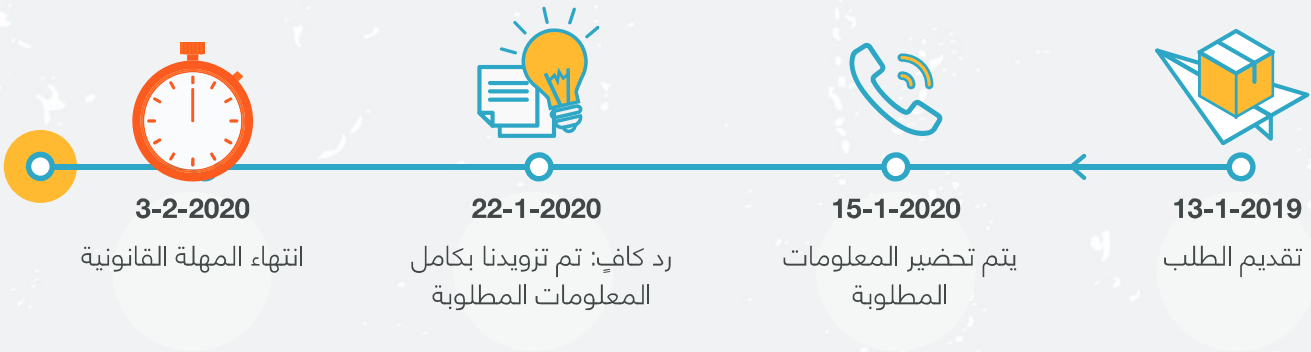 13-1-2019
تقديم الطلب
15-1-2020
يتم تحضير المعلومات
المطلوبة
22-1-2020
رد كافٍ: تم تزويدنا بكامل
المعلومات المطلوبة
3-2-2020
انتهاء المهلة القانونية